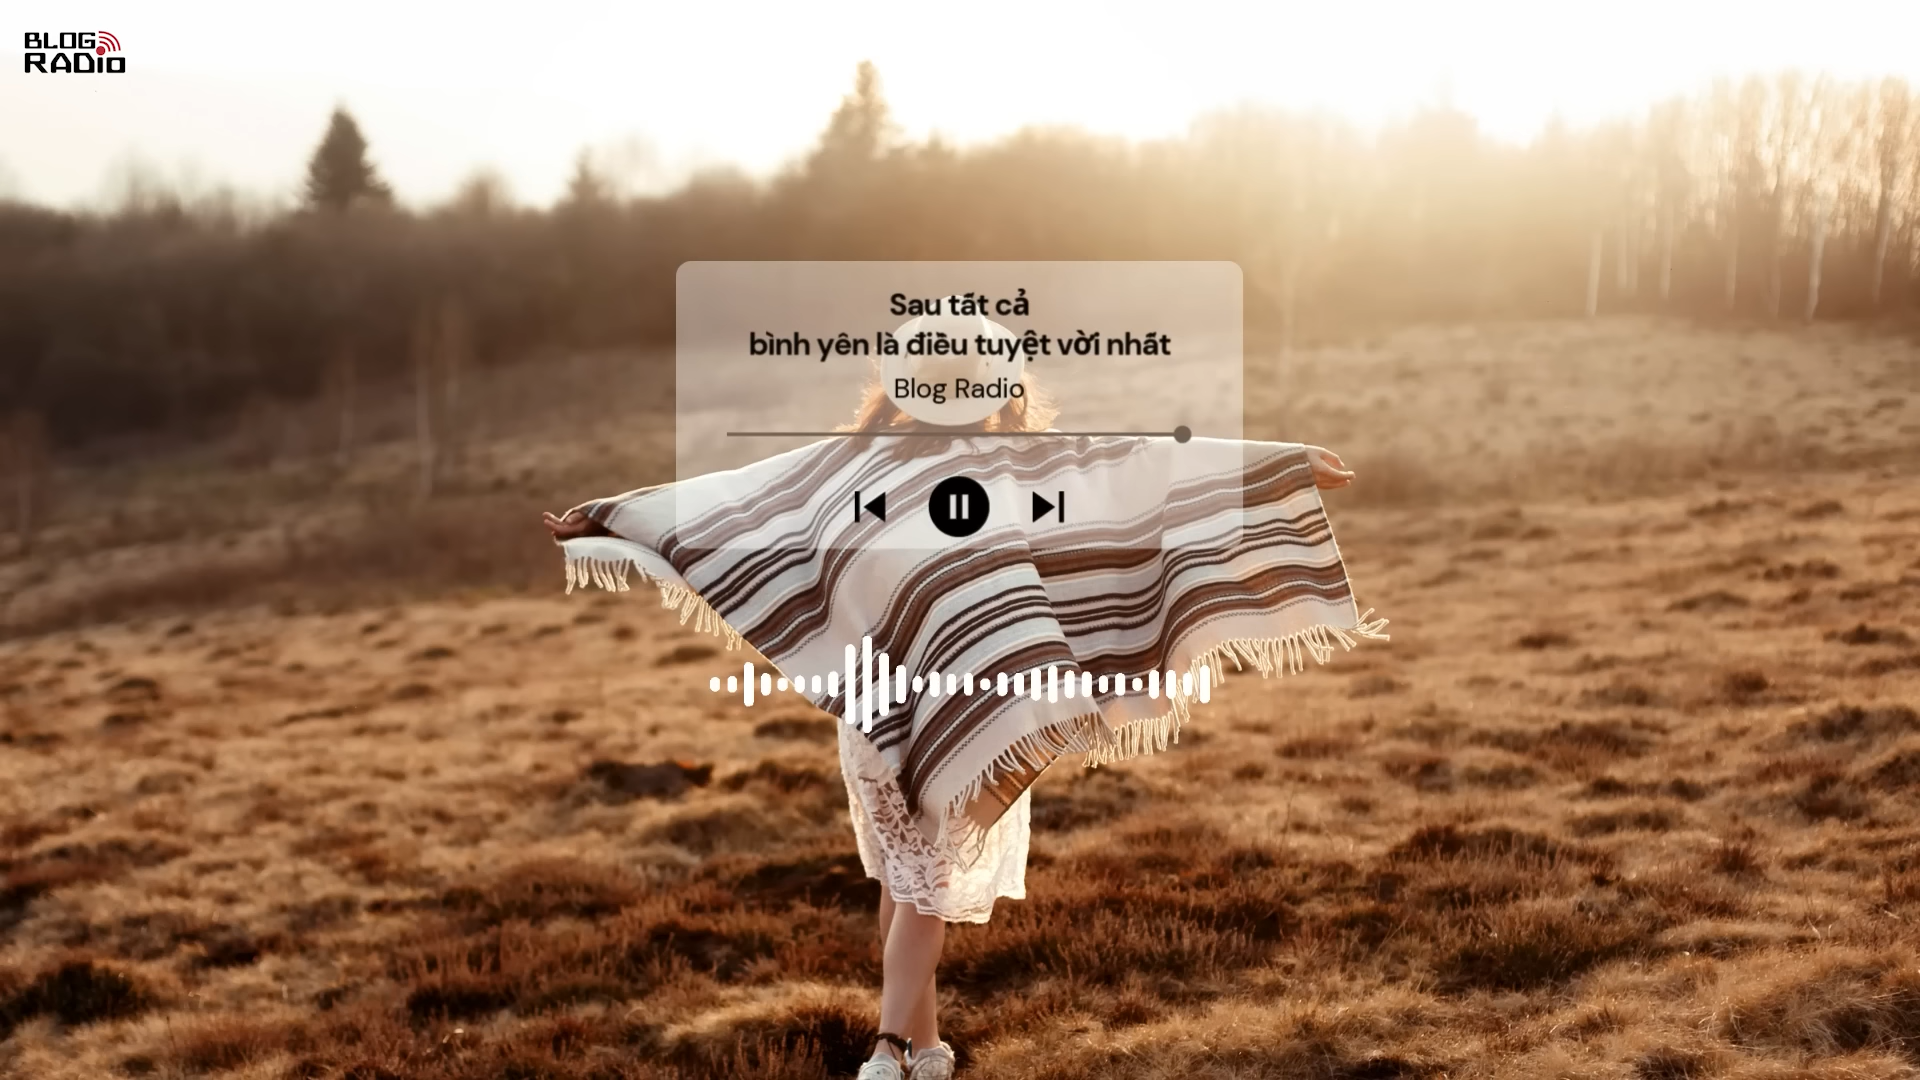 BLOG
RADIO
Sau tất cả
bình yên là điều tuyệt vời nhất
Blog Radio